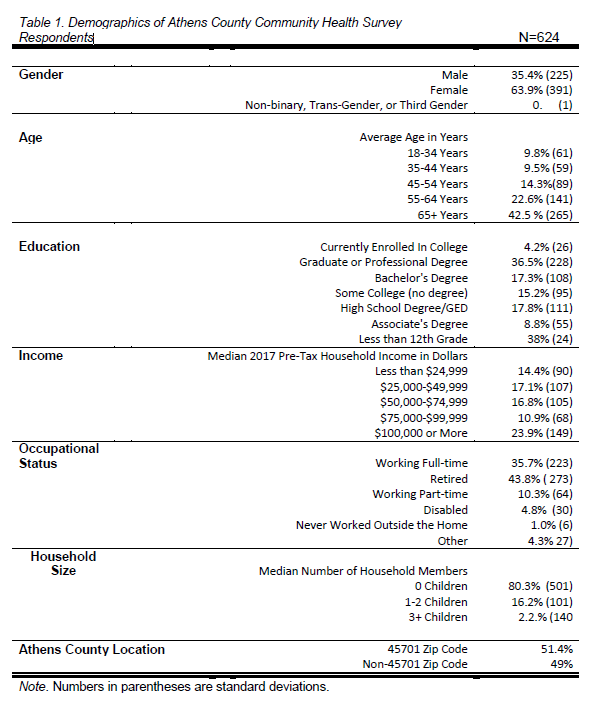 Table 1. Demographics of Athens County Community Health Survey
Respondents N=624
Gender Male 35.4% (225)
Female 63.9% (391)
Non-binary, Trans-Gender, or Third Gender 0. (1)
Age Average Age in Years
18-34 Years 9.8% (61)
35-44 Years 9.5% (59)
45-54 Years 14.3%(89)
55-64 Years 22.6% (141)
65+ Years 42.5 % (265)
Education Currently Enrolled In College 4.2% (26)
Graduate or Professional Degree 36.5% (228)
Bachelor's Degree 17.3% (108)
Some College (no degree) 15.2% (95)
High School Degree/GED 17.8% (111)
Associate's Degree 8.8% (55)
Less than 12th Grade 38% (24)
Income Median 2017 Pre-Tax Household Income in Dollars
Less than $24,999 14.4% (90)
$25,000-$49,999 17.1% (107)
$50,000-$74,999 16.8% (105)
$75,000-$99,999 10.9% (68)
$100,000 or More 23.9% (149)
Occupational
Status Working Full-time 35.7% (223)
Retired 43.8% ( 273)
Working Part-time 10.3% (64)
Disabled 4.8% (30)
Never Worked Outside the Home 1.0% (6)
Other 4.3% 27)
Household
Size Median Number of Household Members
0 Children 80.3% (501)
1-2 Children 16.2% (101)
3+ Children 2.2.% (140
Athens County Location 45701 Zip Code 51.4%
Non-45701 Zip Code 49%
Note. Numbers in parentheses are standard deviations.